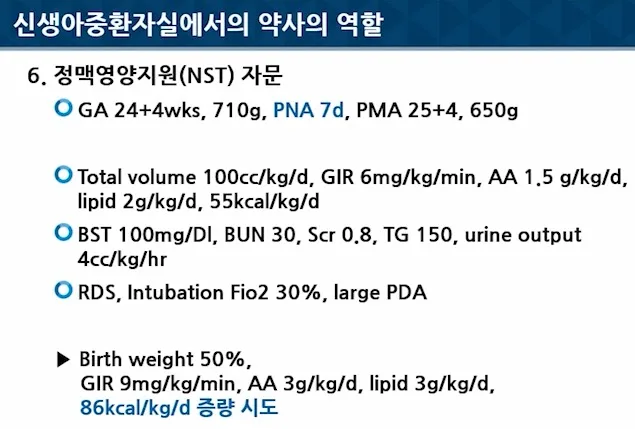 신생아중환자실에서의 약사의 역할
6. 정맥영양지원(NST) 자문
GA 24+4wks, 710g, PNA 7d, PMA 25+4, 650g
Total volume 100cc/kg/d, GIR 6mg/kg/min, AA 1.5 g/kg/d,
lipid 2g/kg/d, 55kcal/kg/d
BST 100mg/Dl, BUN 30, Scr 0.8, TG 150, urine output
4cc/kg/hr
RDS, Intubation Fio2 30%, large PDA
▶ Birth weight 50%,
GIR 9mg/kg/min, AA 3g/kg/d, lipid 3g/kg/d,
86kcal/kg/d 증량 시도